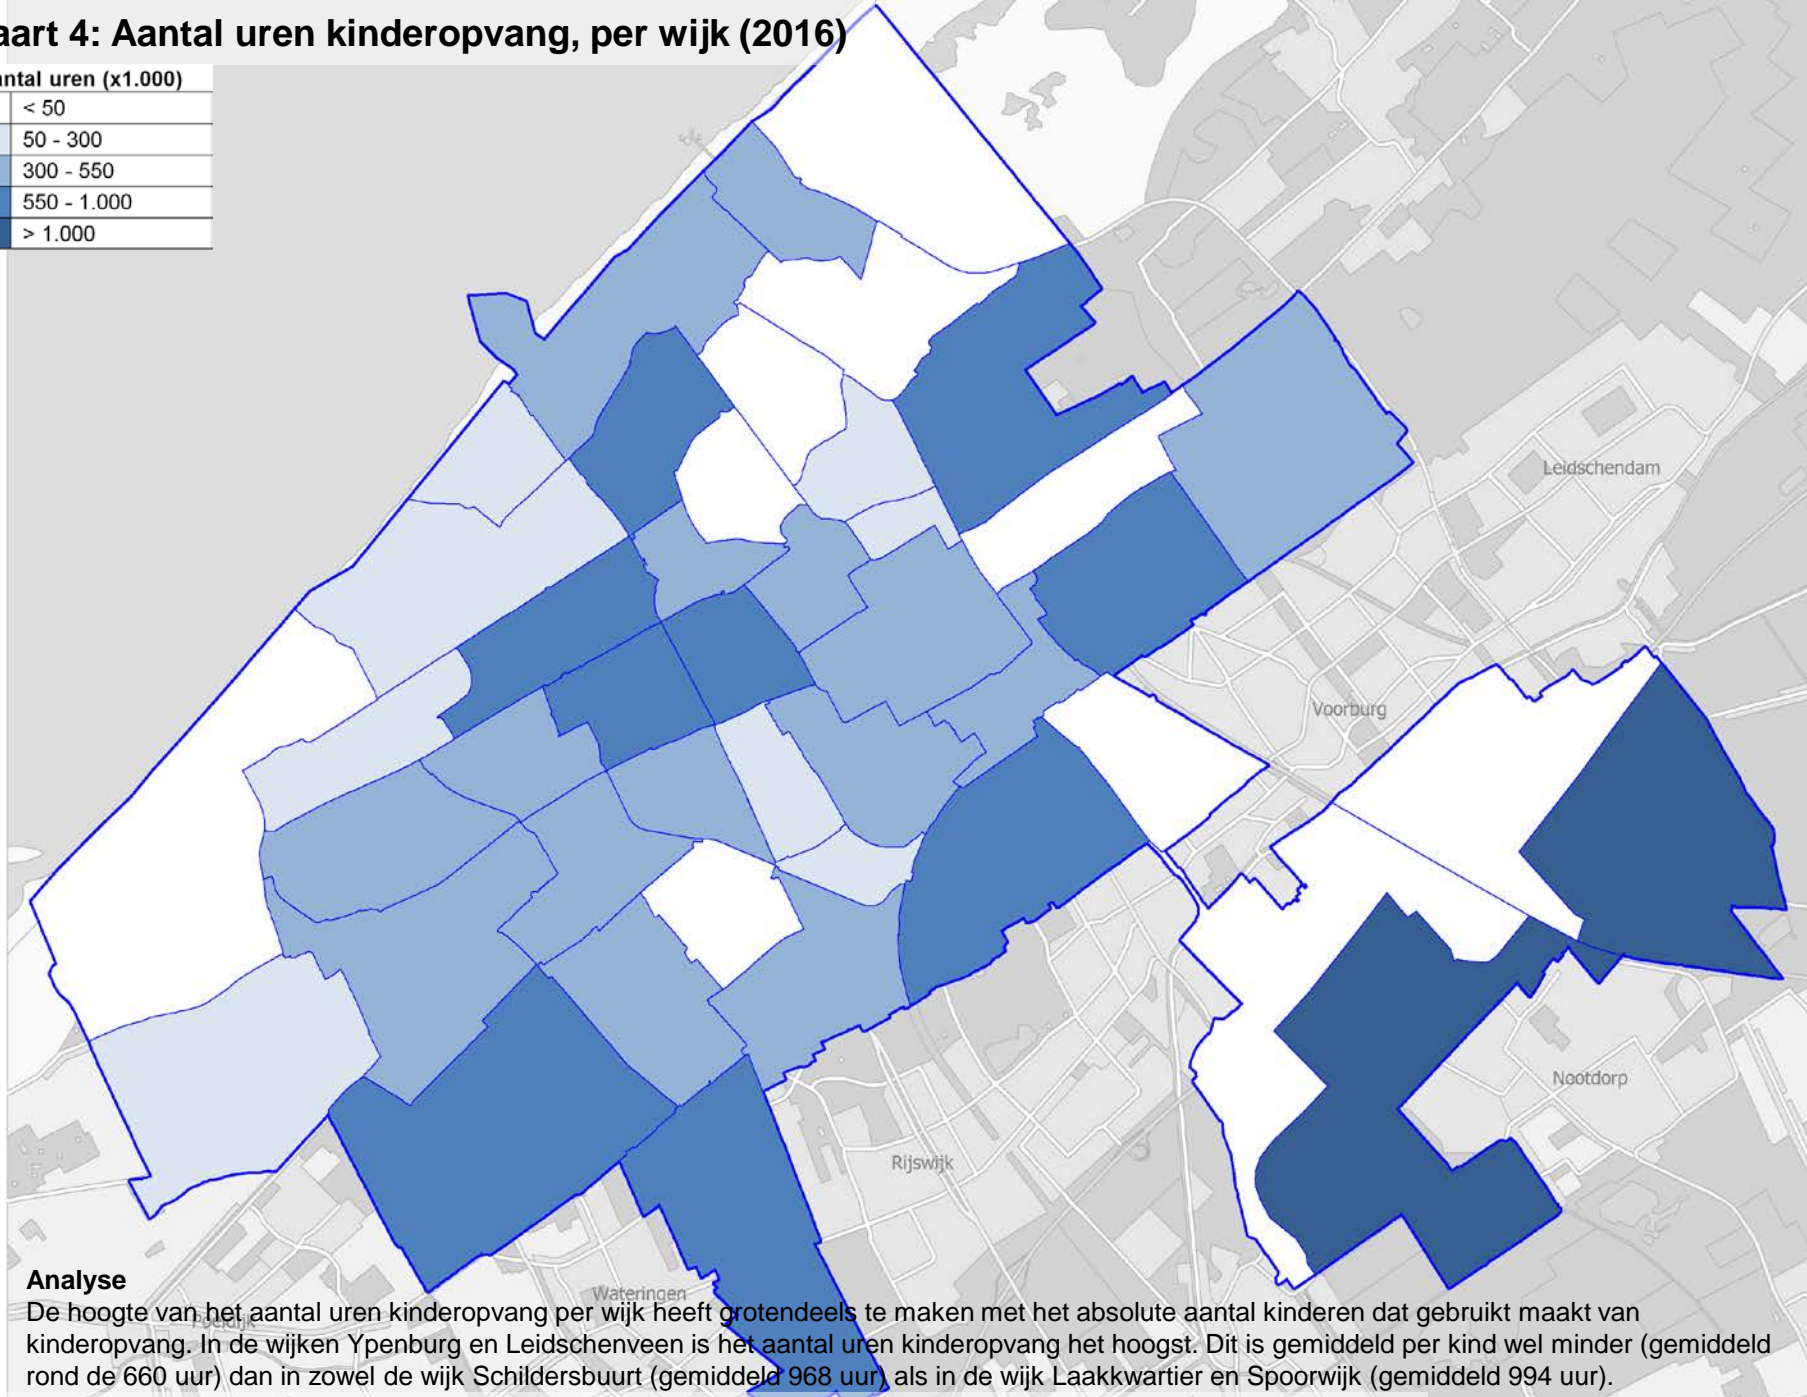 aart 4: Aantal uren kinderopvang, per wijk (2016)
antal uren (x1.000)
< 50
50 - 300
300 - 550
550 - 1.000
> 1.000
Leidschendam
Voorburg
Nootdorp
Rijswijk
Wateringen
Poeldijk
Analyse
De hoogte van het aantal uren kinderopvang per wijk heeft grotendeels te maken met het absolute aantal kinderen dat gebruikt maakt van
kinderopvang. In de wijken Ypenburg en Leidschenveen is het aantal uren kinderopvang het hoogst. Dit is gemiddeld per kind wel minder (gemiddeld
rond de 660 uur) dan in zowel de wijk Schildersbuurt (gemiddeld 968 uur) als in de wijk Laakkwartier en Spoorwijk (gemiddeld 994 uur).